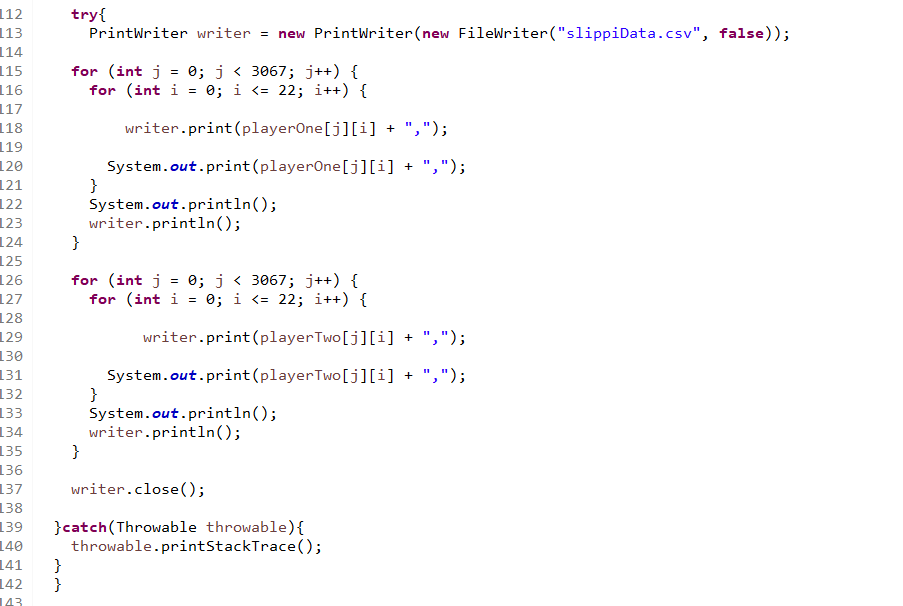 112 try{
113 PrintWriter writer = new PrintWriter(new FileWriter("slippiData.csv", false));
114
115 for (int j = 0; j < 3067; j++) {
116 for (int i = 0; i <= 22; i++) {
117
118 writer.print(playerOne[j][i] + ",");
119
120 System.out.print(playerOne[j][i] + ",");
121 }
122 System.out.println();
123 writer.println();
124 }
125
126 for (int j = 0; j < 3067; j++) {
127 for (int i = 0; i <= 22; i++) {
128
129 writer.print(playerTwo[j][i] + ",");
130
131 System.out.print(playerTwo[j][i] + ",");
132 }
133 System.out.println();
134 writer.println();
135 }
136
137 writer.close();
138
139 }catch(Throwable throwable){
140 throwable.printStackTrace();
141 }
142 }
143